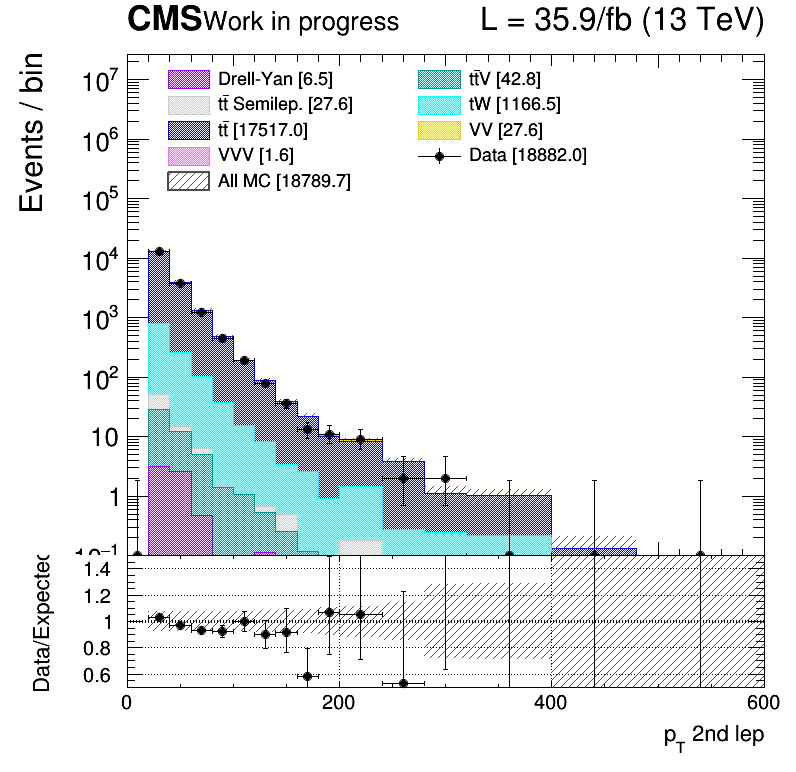 CMS Work in progress L = 35.9/fb (13 TeV)
Events / bin
Drell-Yan [6.5]
tt̄ Semilep. [27.6]
tt̄ [17517.0]
VVV [1.6]
All MC [18789.7]
tt̄V [42.8]
tW [1166.5]
VV [27.6]
Data [18882.0]
10⁷
10⁶
10⁵
10⁴
10³
10²
10
1
10⁻¹
Data/Expected
1.4
1.2
1
0.8
0.6
0 200 400 600
p_T 2nd lep